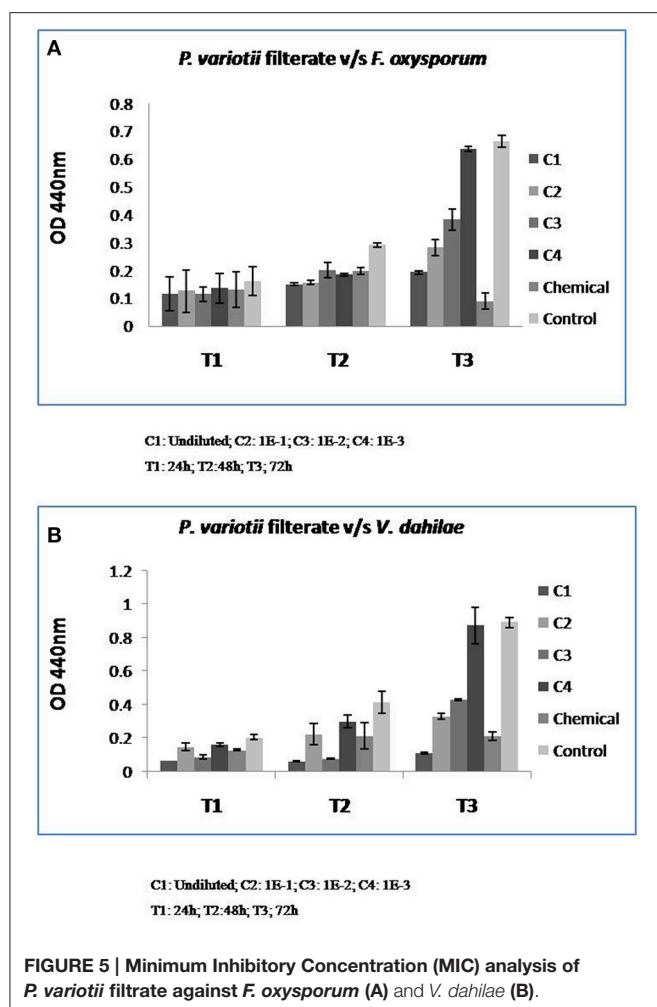 A
P. variotii filterate v/s F. oxysporum
0.8
0.7
0.6
0.5
0.4
0.3
0.2
0.1
0
OD 440nm
C1
C2
C3
C4
Chemical
Control
T1 T2 T3
C1: Undiluted; C2: 1E-1; C3: 1E-2; C4: 1E-3
T1: 24h; T2:48h; T3; 72h
B
P. variotii filterate v/s V. dahilae
1.2
1
0.8
0.6
0.4
0.2
0
OD 440nm
C1
C2
C3
C4
Chemical
Control
T1 T2 T3
C1: Undiluted; C2: 1E-1; C3: 1E-2; C4: 1E-3
T1: 24h; T2:48h; T3; 72h
FIGURE 5 | Minimum Inhibitory Concentration (MIC) analysis of
P. variotii filtrate against F. oxysporum (A) and V. dahilae (B).